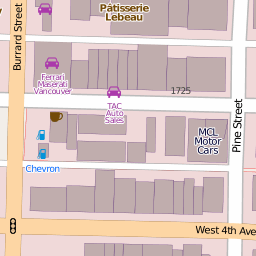 Pâtisserie
Lebeau
Burrard Street
Ferrari
Maserati
Vancouver
1725
TAC
Auto
Sales
Pine Street
MCL
Motor
Cars
Chevron
West 4th Ave